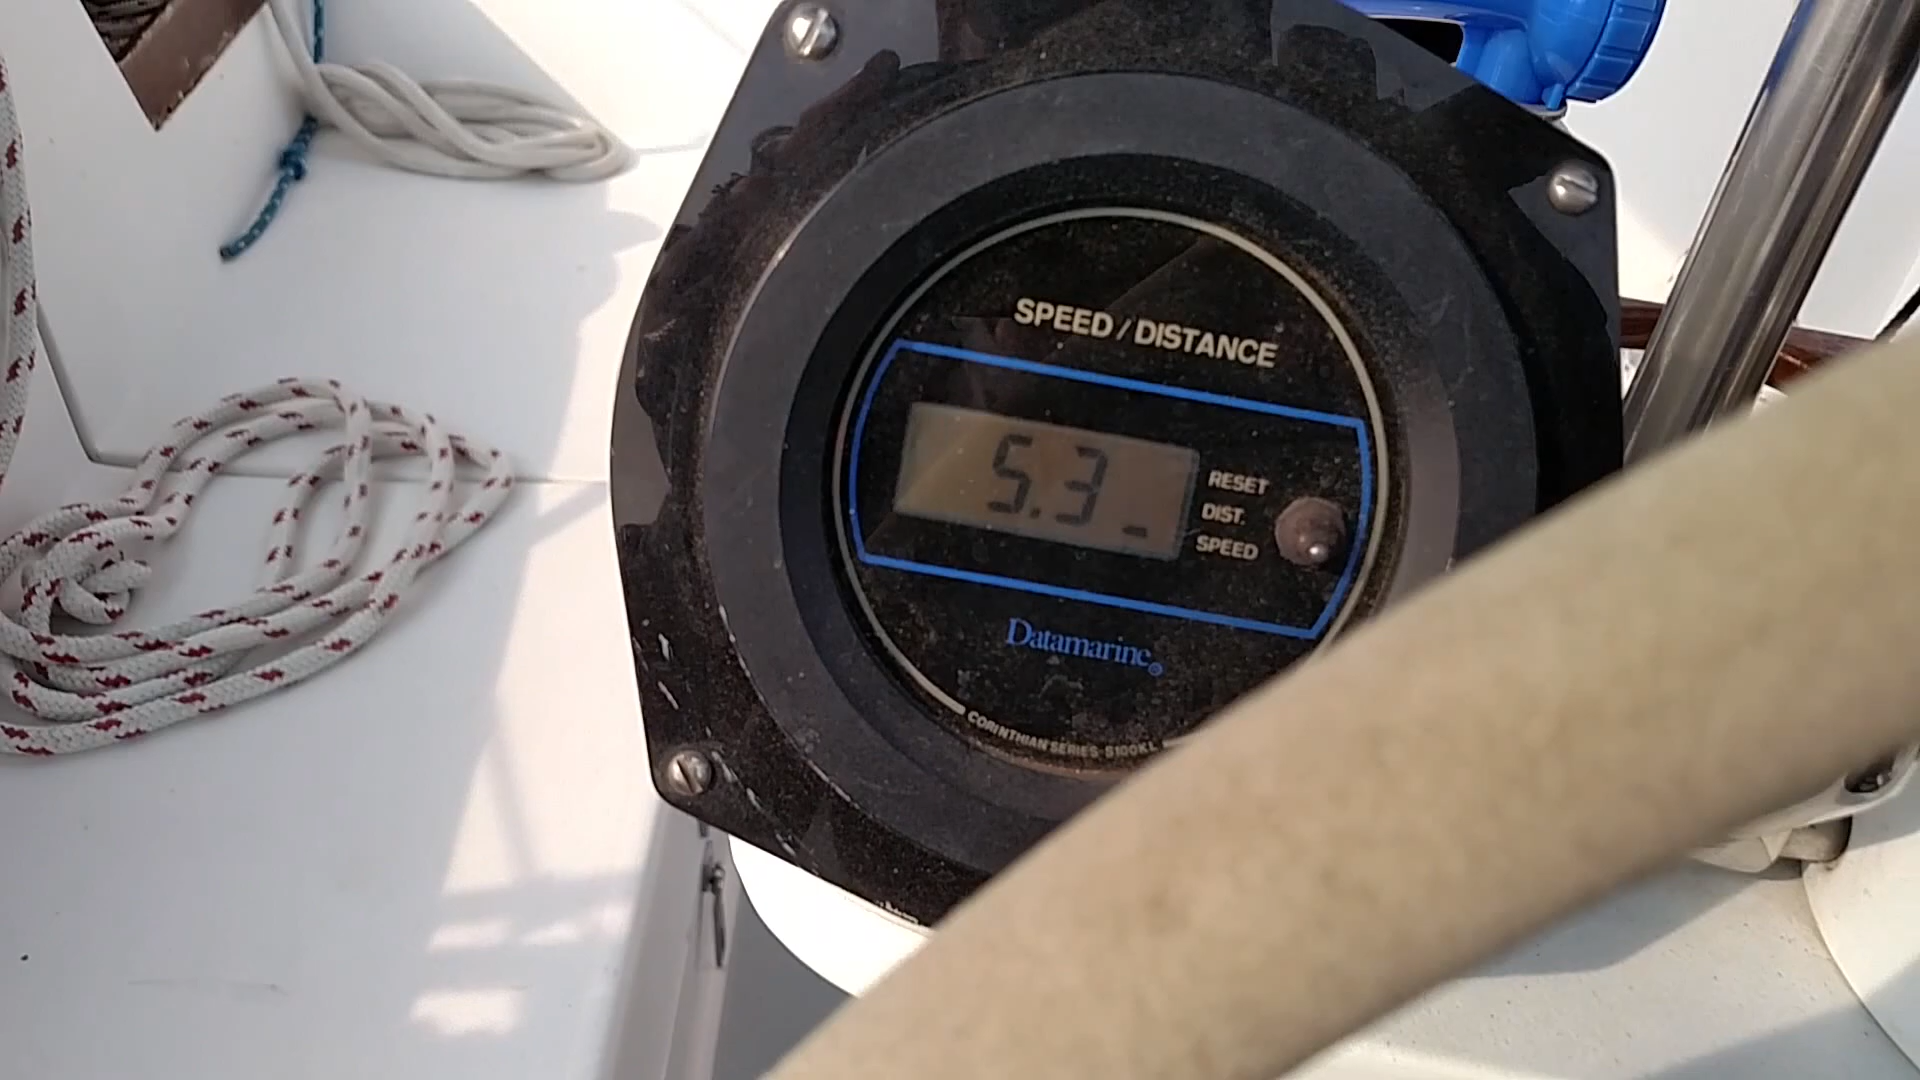 SPEED / DISTANCE
5.3 _
RESET
DIST.
SPEED
Datamarine®
CORINTHIAN SERIES S100KL